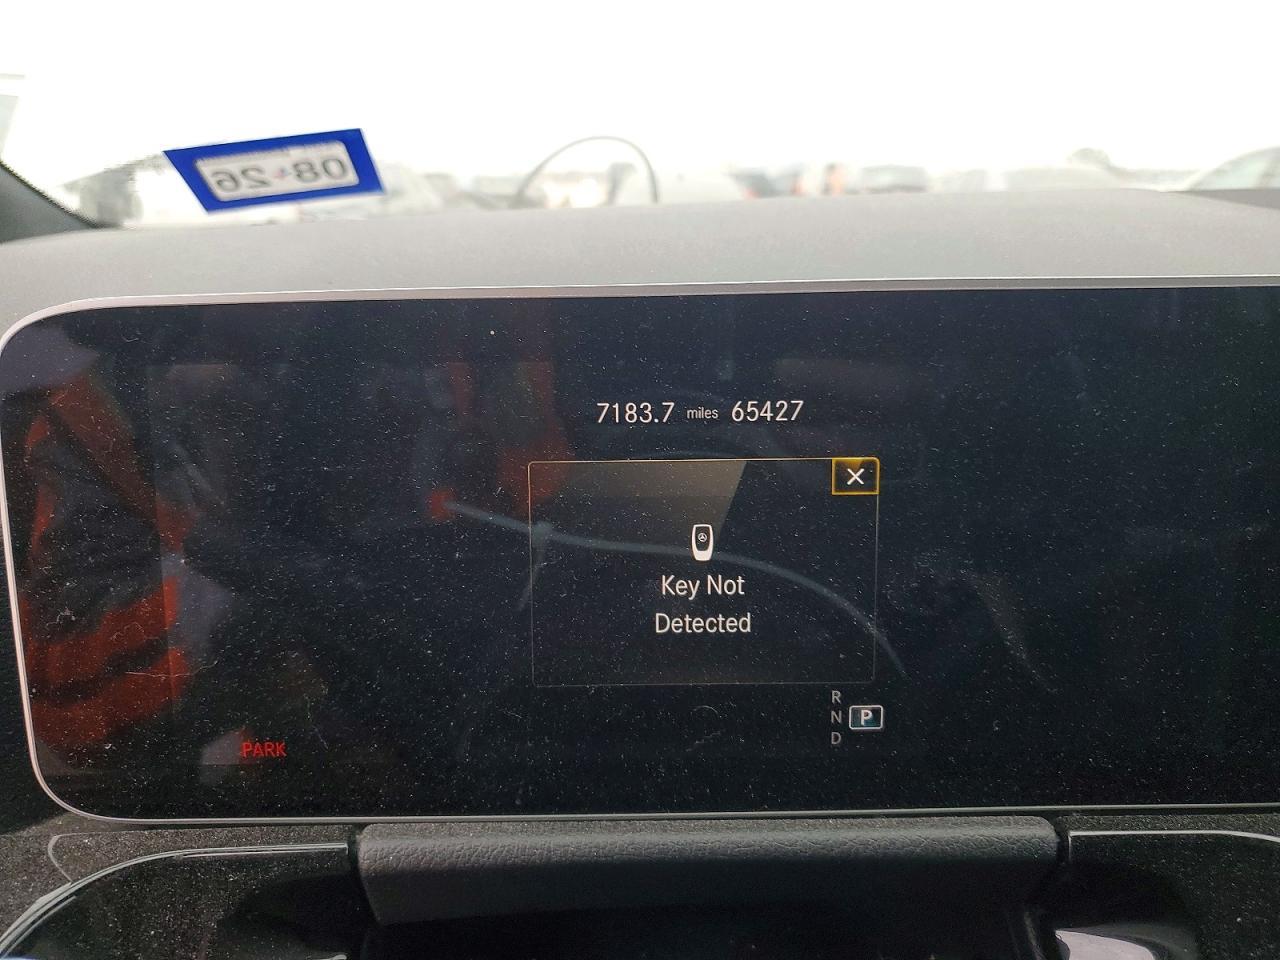 08 26
7183.7 miles 65427
X
Key Not
Detected
R
N P
D
PARK